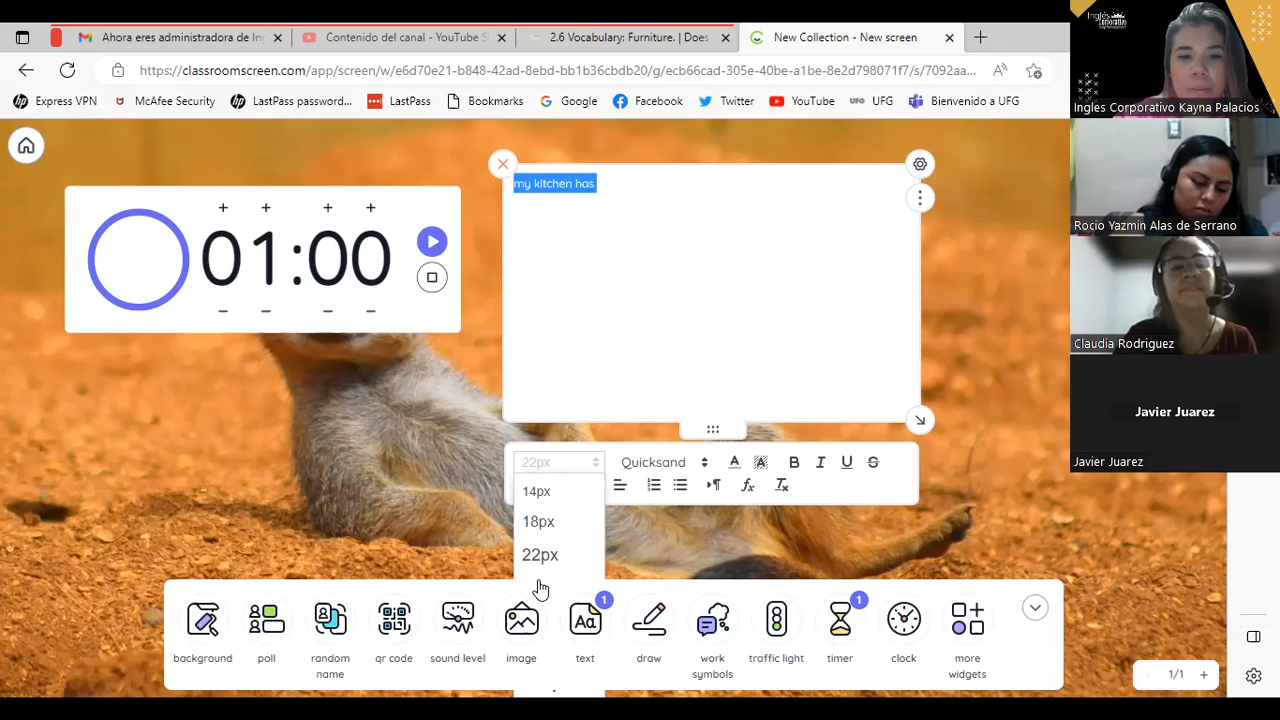 Ahora eres administradora de In
Contenido del canal - YouTube S
2.6 Vocabulary: Furniture. | Does
New Collection - New screen
https://classroomscreen.com/app/screen/w/e6d70e21-b848-42ad-8ebd-bb1b36cbdb20/g/ecb66cad-305e-40be-a1be-8e2d798071f7/s/7092aa...
Express VPN
McAfee Security
LastPass password...
LastPass
Bookmarks
Google
Facebook
Twitter
YouTube
UFG
Bienvenido a UFG
my kitchen has
01:00
22px
Quicksand
14px
18px
22px
1
1
background
poll
random name
qr code
sound level
image
text
draw
work symbols
traffic light
timer
clock
more widgets
1/1
Inglés Corporativo
Ingles Corporativo Kayna Palacios
Rocio Yazmin Alas de Serrano
Claudia Rodriguez
Javier Juarez
Javier Juarez